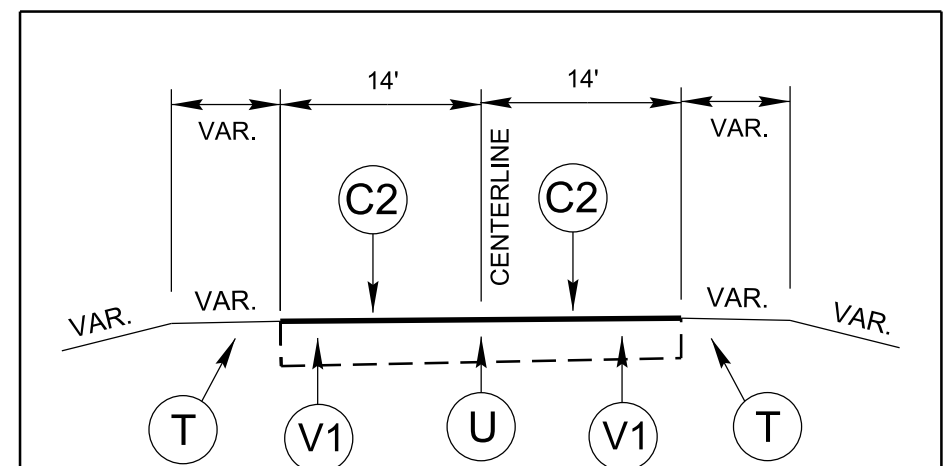 14' 14'
VAR. VAR.
CENTERLINE
C2 C2
VAR. VAR. VAR. VAR.
T V1 U V1 T